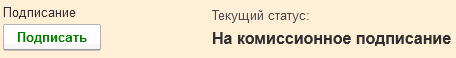 Подписание
Подписать
Текущий статус:
На комиссионное подписание